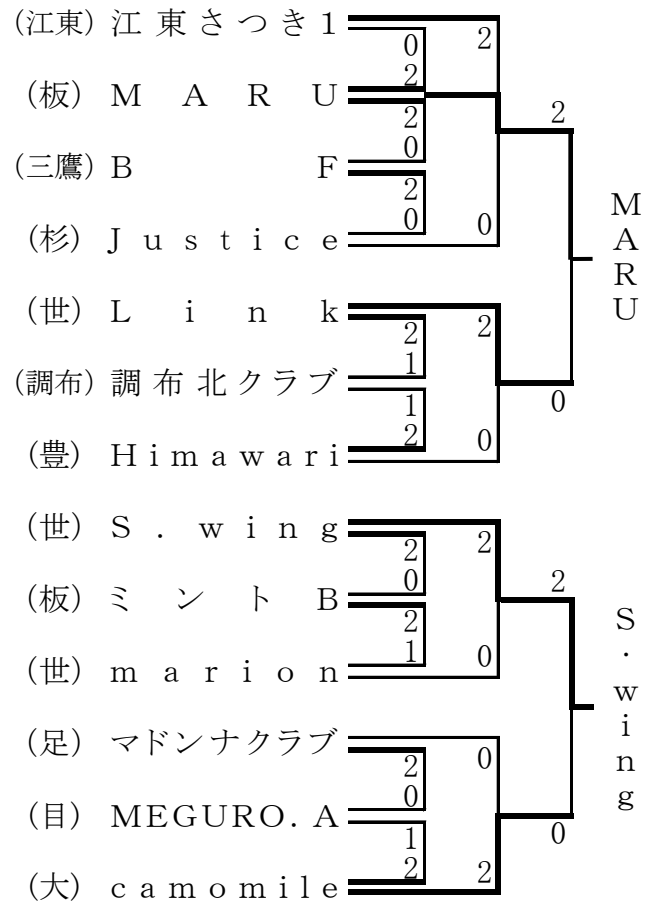 (江東) 江東さつき1
0
2
2
(板) MARU
2
0
2
(三鷹) BF
2
0
0
(杉) Justice
MARU
(世) Link
2
1
2
(調布) 調布北クラブ
1
2
0
0
(豊) Himawari
(世) S.wing
2
0
2
2
(板) ミントB
2
1
0
(世) marion
S.wing
(足) マドンナクラブ
2
0
0
(目) MEGURO.A
1
2
2
0
(大) camomile